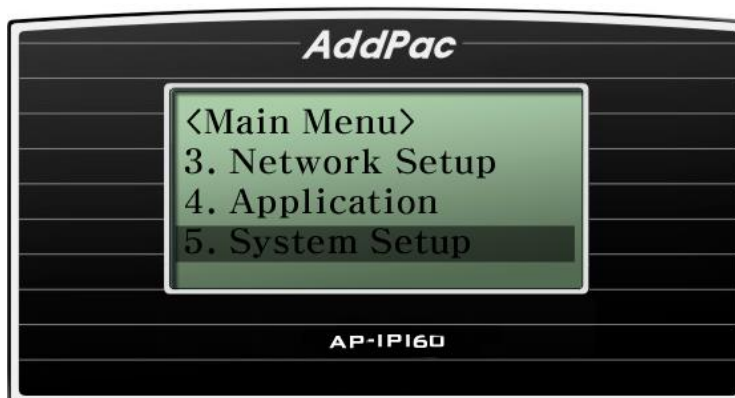 AddPac
<Main Menu>
3. Network Setup
4. Application
5. System Setup
AP-IP160